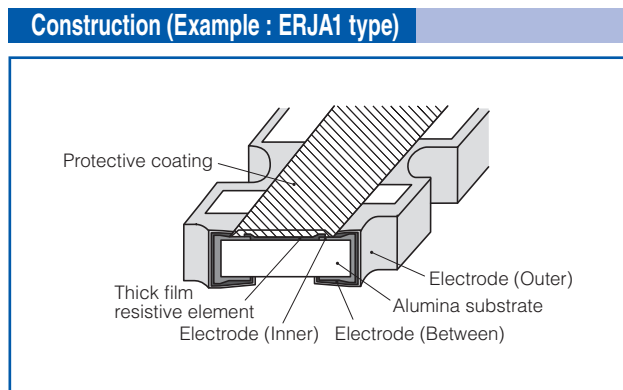 Construction (Example : ERJA1 type)
Protective coating
Electrode (Outer)
Thick film
resistive element
Alumina substrate
Electrode (Inner)
Electrode (Between)